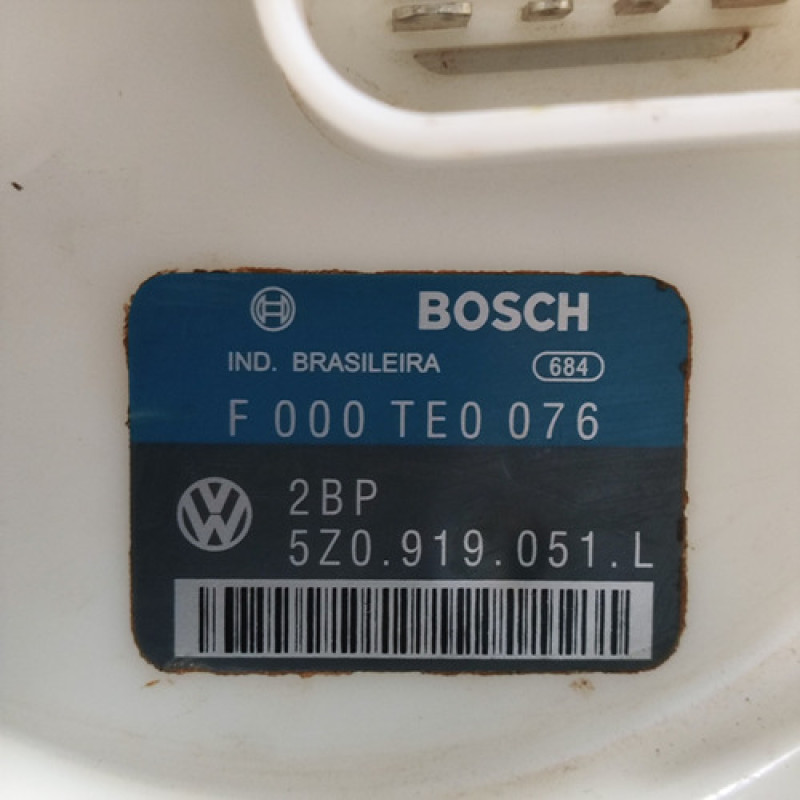 BOSCH
IND. BRASILEIRA 684
F 000 TE0 076
2BP
5Z0.919.051.L